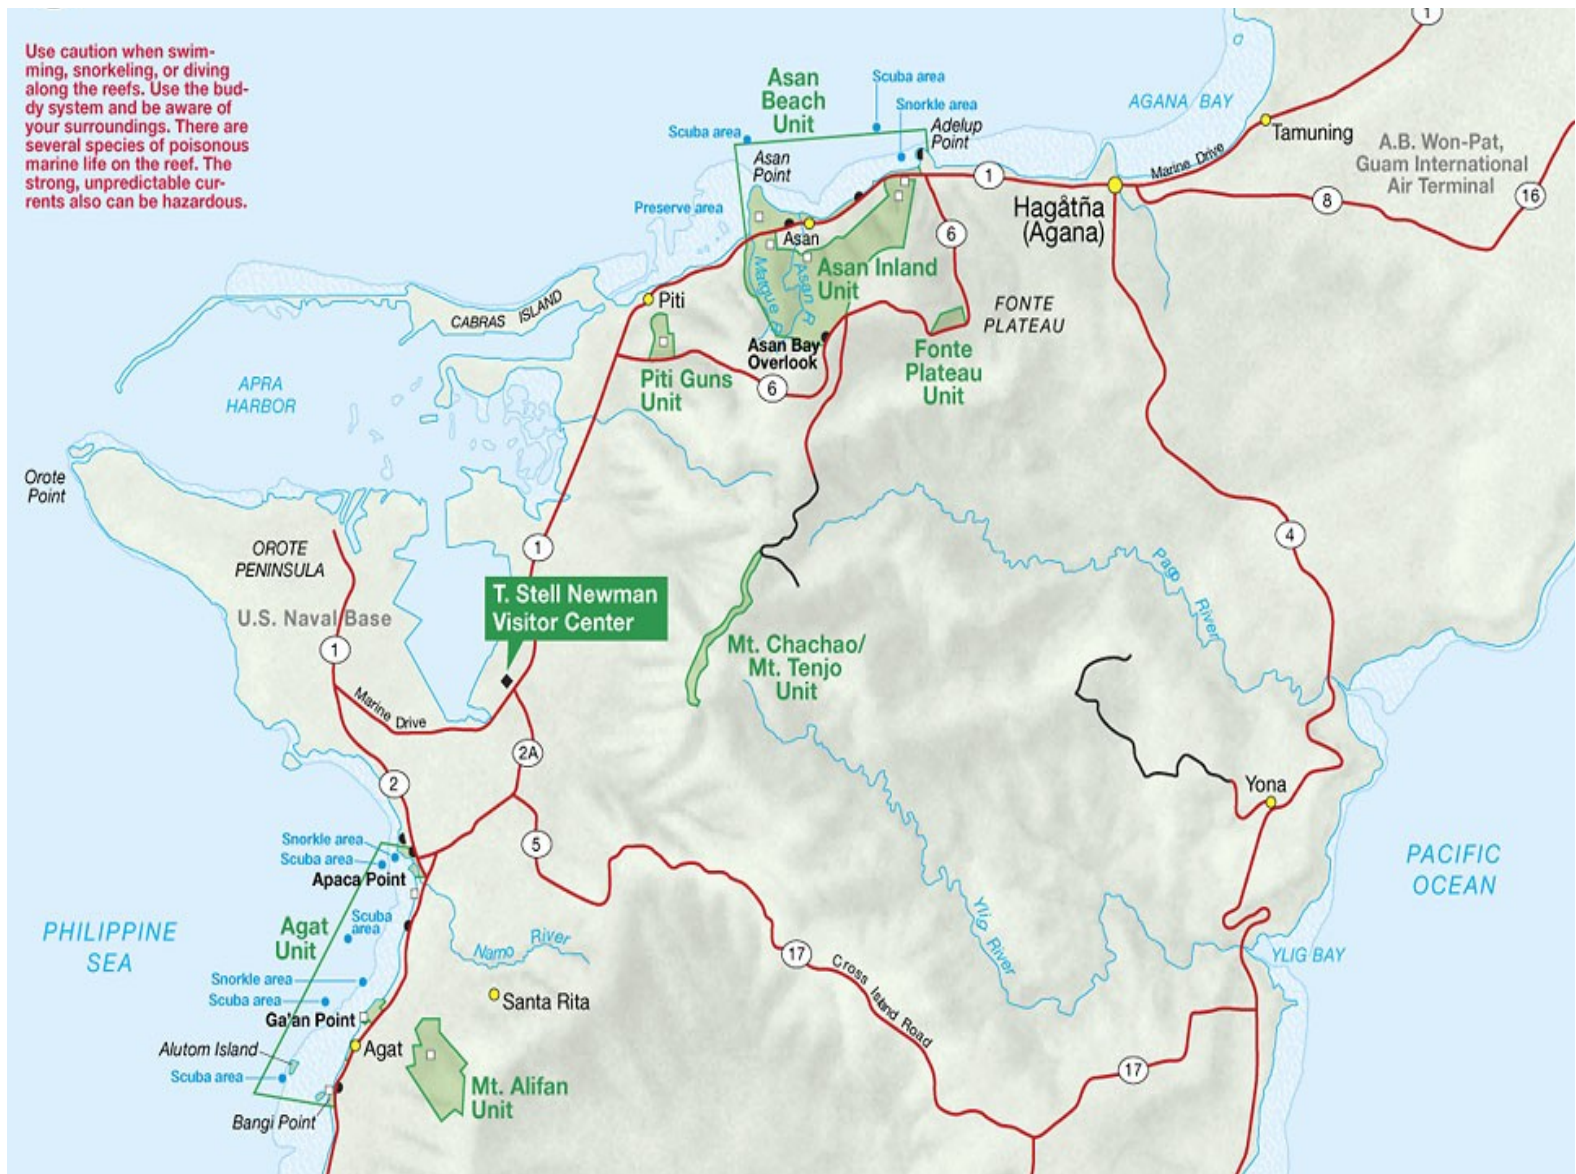 Use caution when swim-
ming, snorkeling, or diving
along the reefs. Use the bud-
dy system and be aware of
your surroundings. There are
several species of poisonous
marine life on the reef. The
strong, unpredictable cur-
rents also can be hazardous.
1
Asan
Beach
Unit
Scuba area
Snorkle area
Scuba area
Adelup
Point
AGANA BAY
Tamuning
A.B. Won-Pat,
Guam International
Air Terminal
Marine Drive
Asan
Point
1
8
16
Preserve area
Hagåtña
(Agana)
Asan
6
Asan Inland
Unit
Matgue R
Asan R
Piti
CABRAS ISLAND
FONTE
PLATEAU
Asan Bay
Overlook
Fonte
Plateau
Unit
Piti Guns
Unit
6
APRA
HARBOR
Orote
Point
1
4
OROTE
PENINSULA
U.S. Naval Base
T. Stell Newman
Visitor Center
Pago River
1
Mt. Chachao/
Mt. Tenjo
Unit
Marine Drive
2A
2
Yona
5
Snorkle area
Scuba area
Apaca Point
PACIFIC
OCEAN
Agat
Unit
Scuba
area
PHILIPPINE
SEA
Namo River
Ylig River
17
Cross Island Road
YLIG BAY
Snorkle area
Scuba area
Ga'an Point
Santa Rita
Alutom Island
Agat
Scuba area
17
Mt. Alifan
Unit
Bangi Point